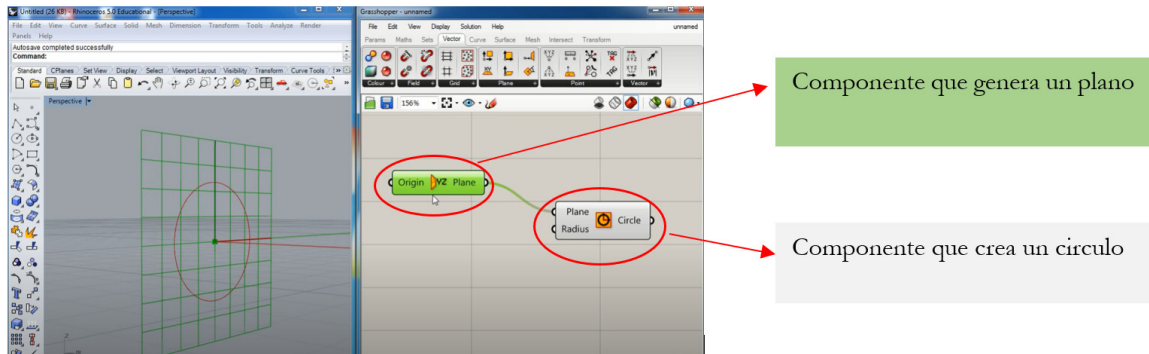 Untitled (26 KB) - Rhinoceros 5.0 Educational - [Perspective]
File Edit View Curve Surface Solid Mesh Dimension Transform Tools Analyze Render
Panels Help
Autosave completed successfully
Command:
Standard CPlanes Set View Display Select Viewport Layout Visibility Transform Curve Tools
Perspective
Grasshopper - unnamed
File Edit View Display Solution Help unnamed
Params Maths Sets Vector Curve Surface Mesh Intersect Transform
Colour Field Grid Plane Point Vector
156%
Origin YZ Plane
Plane
Radius
Circle
Componente que genera un plano
Componente que crea un circulo